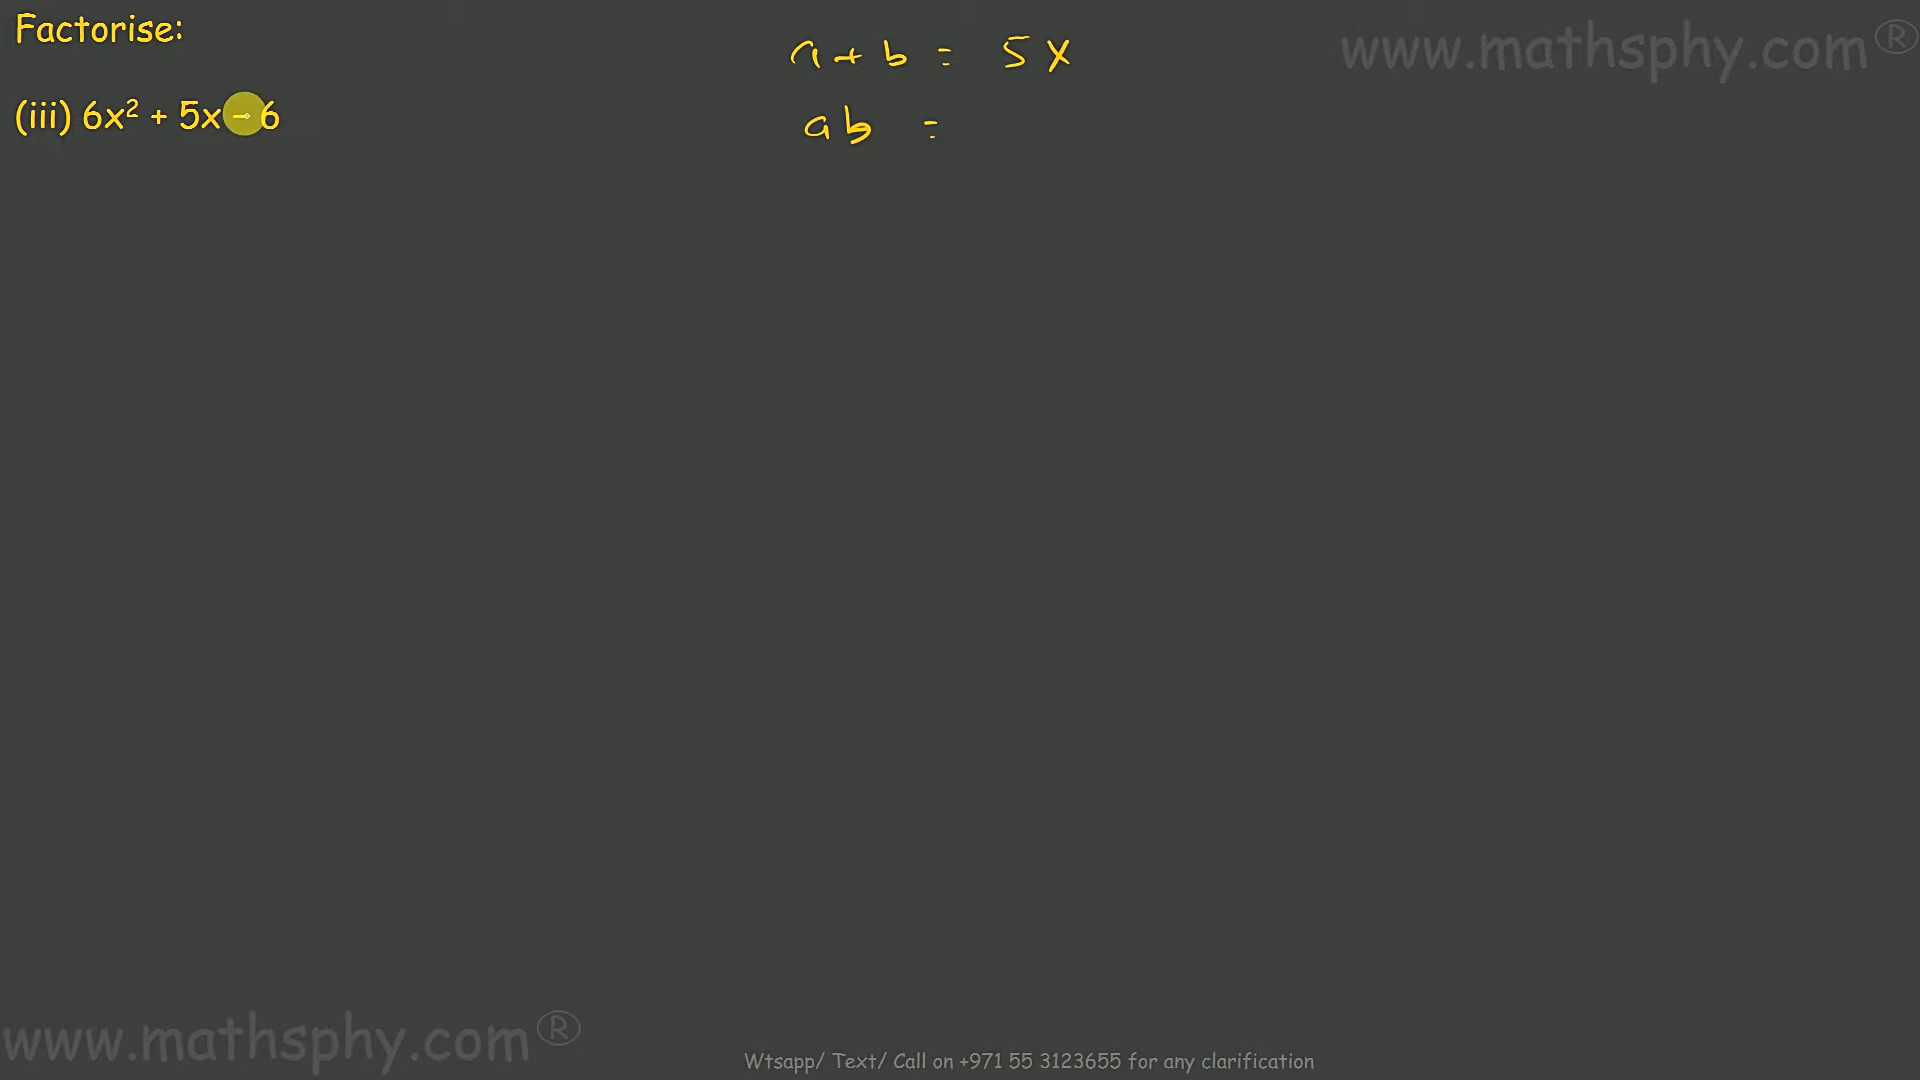 Factorise:
(iii) 6x² + 5x - 6
a + b = 5x
ab =
www.mathsphy.com®
www.mathsphy.com®
Wtsapp/ Text/ Call on +971 55 3123655 for any clarification